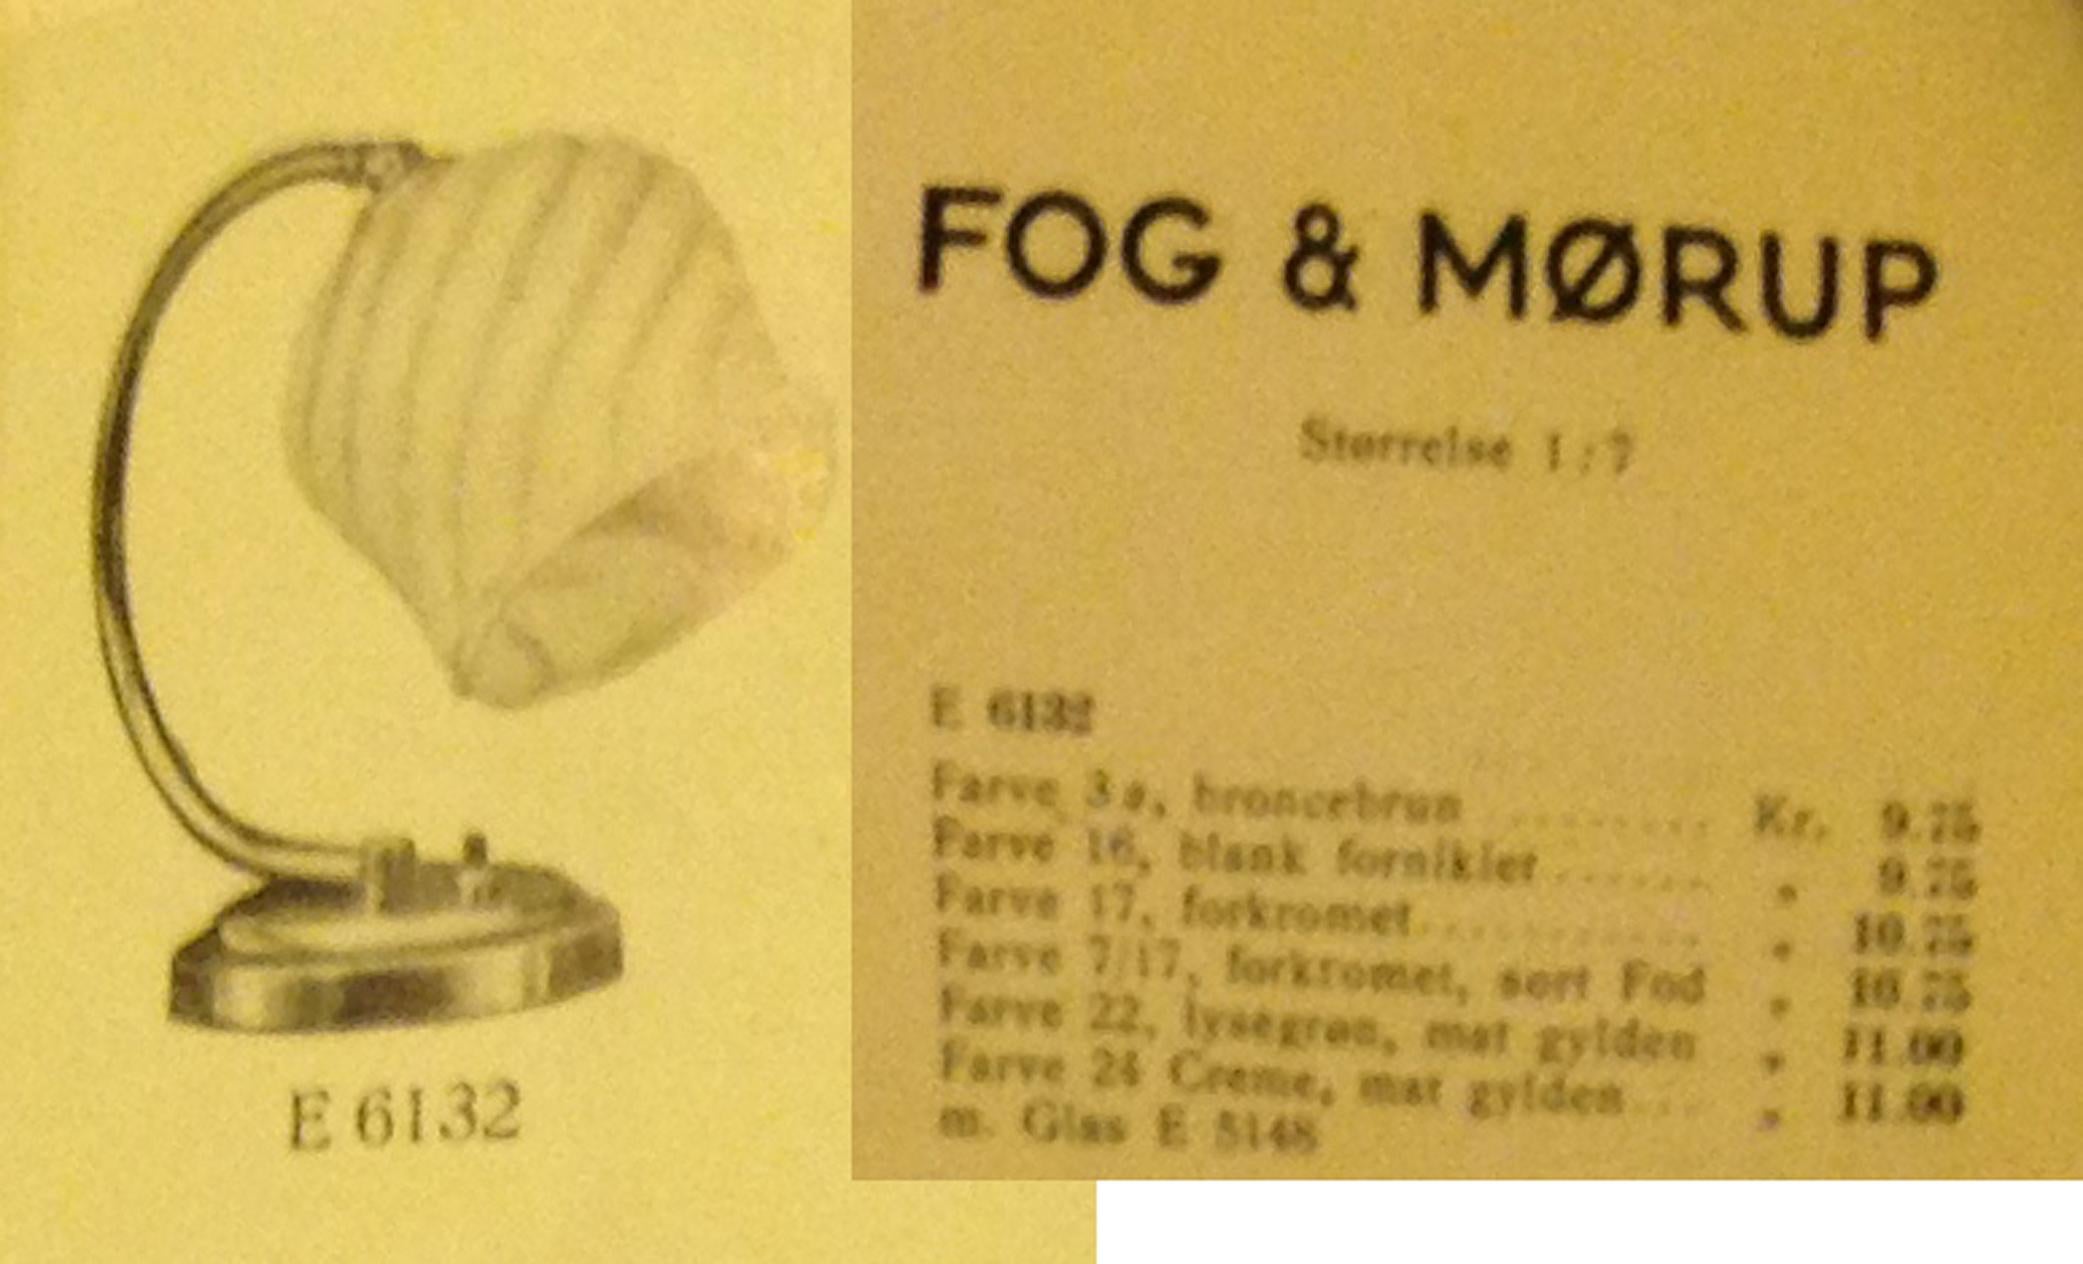 E 6132
FOG & MØRUP
Størrelse 1:7
E 6132
Farve 3a, broncebrun ........ Kr. 9.75
Farve 16, blank forniklet ...... " 9.75
Farve 17, forkromet ............ " 10.75
Farve 7/17, forkromet, sort Fod " 10.75
Farve 22, lysegrøn, mat gylden " 11.00
Farve 24 Creme, mat gylden .... " 11.00
m. Glas E 5148